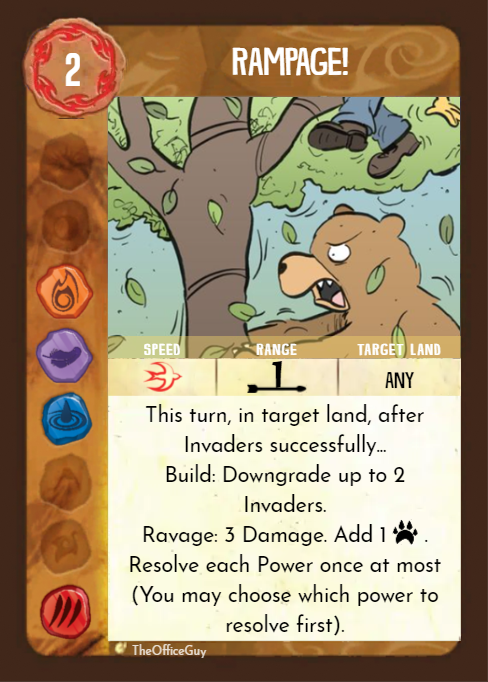 2
RAMPAGE!
SPEED RANGE TARGET LAND
1 ANY
This turn, in target land, after
Invaders successfully...
Build: Downgrade up to 2
Invaders.
Ravage: 3 Damage. Add 1 .
Resolve each Power once at most
(You may choose which power to
resolve first).
TheOfficeGuy